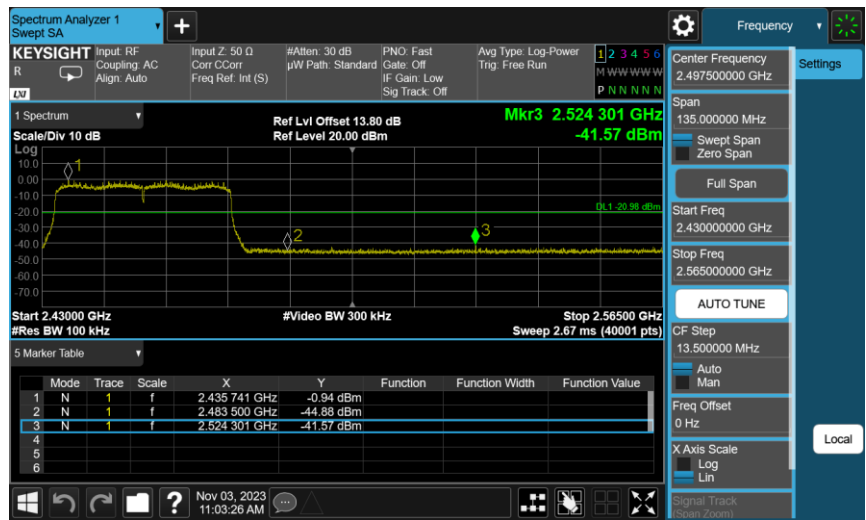 Spectrum Analyzer 1
Swept SA
+
Frequency
KEYSIGHT
R
LXI
Input: RF
Coupling: AC
Align: Auto
Input Z: 50 Ω
Corr CCorr
Freq Ref: Int (S)
#Atten: 30 dB
µW Path: Standard
PNO: Fast
Gate: Off
IF Gain: Low
Sig Track: Off
Avg Type: Log-Power
Trig: Free Run
1 2 3 4 5 6
M W W W W W
P N N N N N
1 Spectrum
Scale/Div 10 dB
Ref Lvl Offset 13.80 dB
Ref Level 20.00 dBm
Mkr3 2.524 301 GHz
-41.57 dBm
Log
10.0
0.00
-10.0
-20.0
-30.0
-40.0
-50.0
-60.0
-70.0
1
2
3
DL1 -20.98 dBm
Start 2.43000 GHz
#Res BW 100 kHz
#Video BW 300 kHz
Stop 2.56500 GHz
Sweep 2.67 ms (40001 pts)
5 Marker Table
Mode Trace Scale X Y Function Function Width Function Value
1 N 1 f 2.435 741 GHz -0.94 dBm
2 N 1 f 2.483 500 GHz -44.88 dBm
3 N 1 f 2.524 301 GHz -41.57 dBm
4
5
6
Center Frequency
2.497500000 GHz
Span
135.000000 MHz
Swept Span
Zero Span
Full Span
Start Freq
2.430000000 GHz
Stop Freq
2.565000000 GHz
AUTO TUNE
CF Step
13.500000 MHz
Auto
Man
Freq Offset
0 Hz
X Axis Scale
Log
Lin
Signal Track
(Span Zoom)
Settings
Local
?
Nov 03, 2023
11:03:26 AM